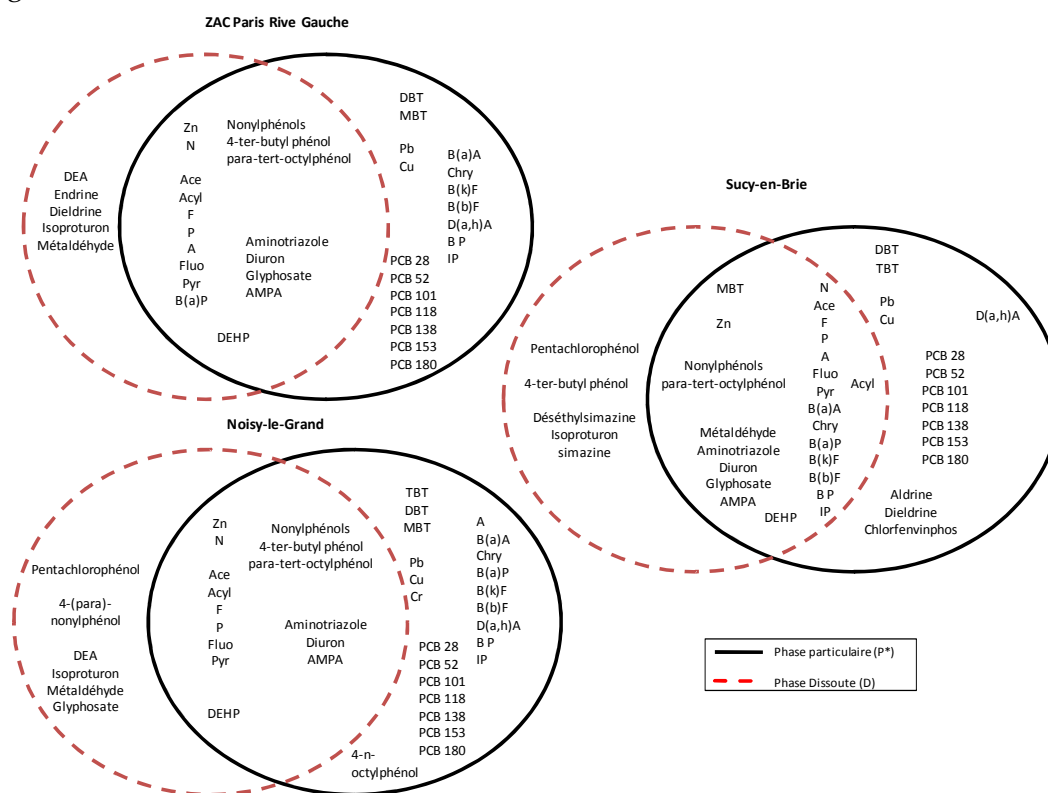 ZAC Paris Rive Gauche
DEA
Endrine
Dieldrine
Isoproturon
Métaldéhyde
Zn
N
Ace
Acyl
F
P
A
Fluo
Pyr
B(a)P
Nonylphénols
4-ter-butyl phénol
para-tert-octylphénol
Aminotriazole
Diuron
Glyphosate
AMPA
DEHP
DBT
MBT
Pb
Cu
B(a)A
Chry
B(k)F
B(b)F
D(a,h)A
B P
IP
PCB 28
PCB 52
PCB 101
PCB 118
PCB 138
PCB 153
PCB 180
Sucy-en-Brie
Pentachlorophénol
4-ter-butyl phénol
Déséthylsimazine
Isoproturon
simazine
MBT
Zn
Nonylphénols
para-tert-octylphénol
Métaldéhyde
Aminotriazole
Diuron
Glyphosate
AMPA
DEHP
N
Ace
F
P
A
Fluo
Pyr
B(a)A
Chry
B(a)P
B(k)F
B(b)F
B P
IP
Acyl
DBT
TBT
Pb
Cu
D(a,h)A
PCB 28
PCB 52
PCB 101
PCB 118
PCB 138
PCB 153
PCB 180
Aldrine
Dieldrine
Chlorfenvinphos
Noisy-le-Grand
Pentachlorophénol
4-(para)-
nonylphénol
DEA
Isoproturon
Métaldéhyde
Glyphosate
Zn
N
Ace
Acyl
F
P
Fluo
Pyr
DEHP
Nonylphénols
4-ter-butyl phénol
para-tert-octylphénol
Aminotriazole
Diuron
AMPA
TBT
DBT
MBT
Pb
Cu
Cr
A
B(a)A
Chry
B(a)P
B(k)F
B(b)F
D(a,h)A
B P
IP
PCB 28
PCB 52
PCB 101
PCB 118
PCB 138
PCB 153
PCB 180
4-n-
octylphénol
Phase particulaire (P*)
Phase Dissoute (D)